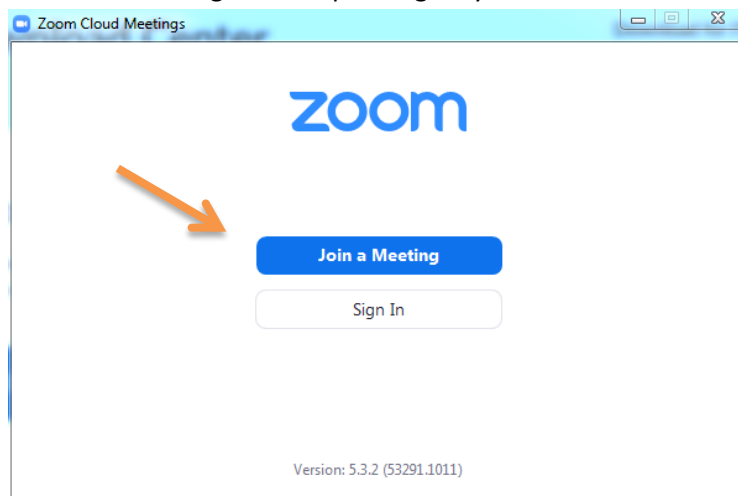 Zoom Cloud Meetings
zoom
Join a Meeting
Sign In
Version: 5.3.2 (53291.1011)